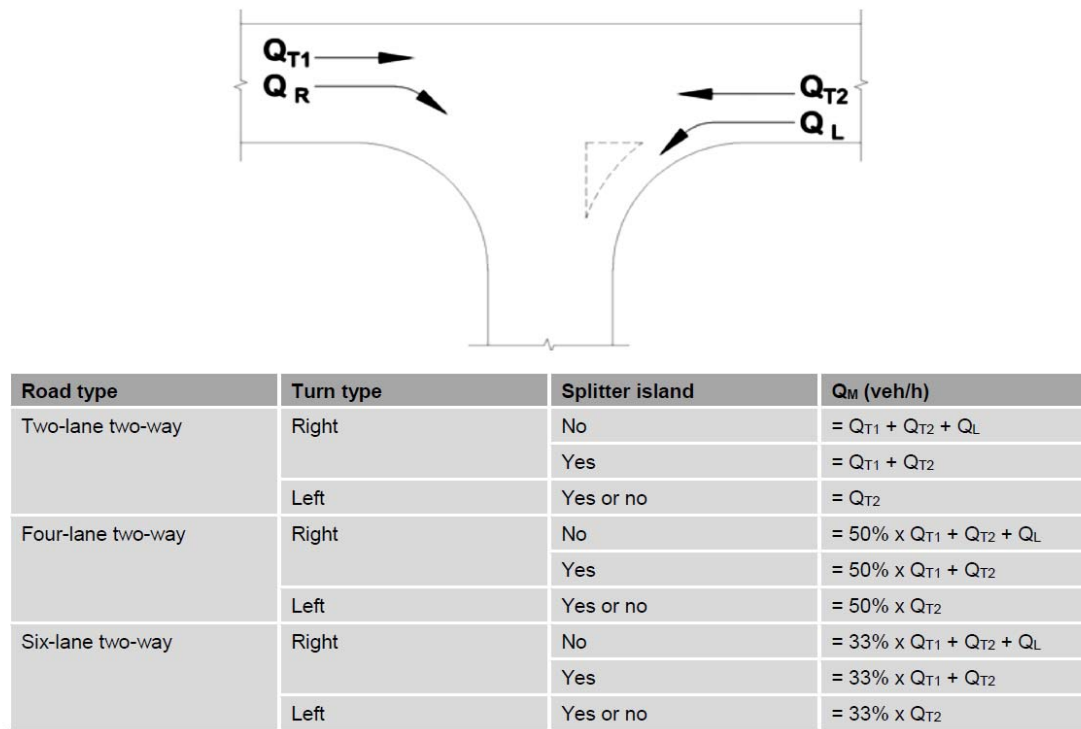 QT1
QR
QT2
QL
Road type Turn type Splitter island QM (veh/h)
Two-lane two-way Right No = QT1 + QT2 + QL
Yes = QT1 + QT2
Left Yes or no = QT2
Four-lane two-way Right No = 50% x QT1 + QT2 + QL
Yes = 50% x QT1 + QT2
Left Yes or no = 50% x QT2
Six-lane two-way Right No = 33% x QT1 + QT2 + QL
Yes = 33% x QT1 + QT2
Left Yes or no = 33% x QT2